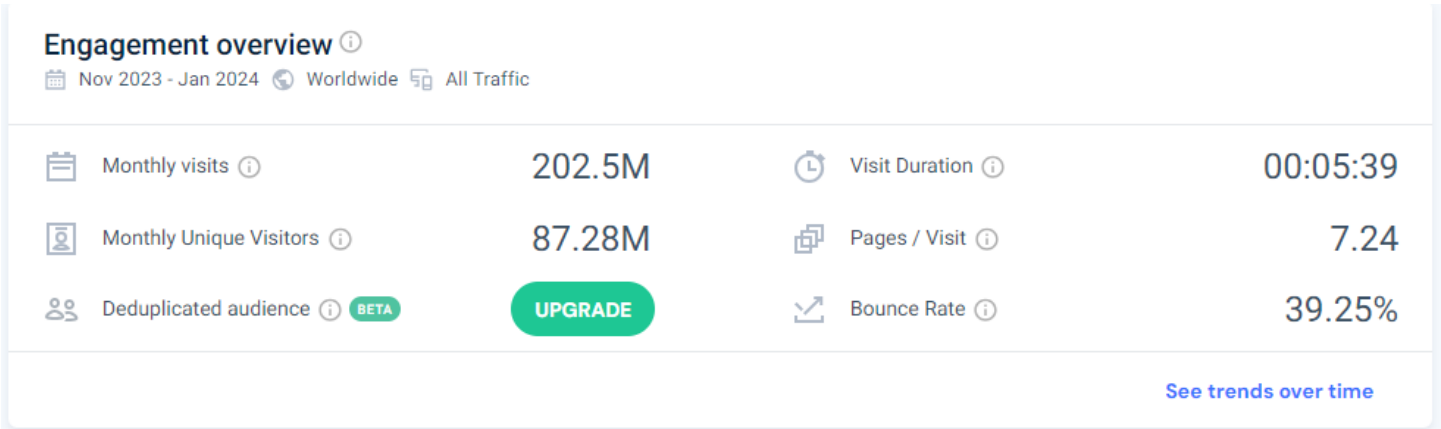 Engagement overview
Nov 2023 - Jan 2024 Worldwide All Traffic
Monthly visits 202.5M Visit Duration 00:05:39
Monthly Unique Visitors 87.28M Pages / Visit 7.24
Deduplicated audience BETA UPGRADE Bounce Rate 39.25%
See trends over time